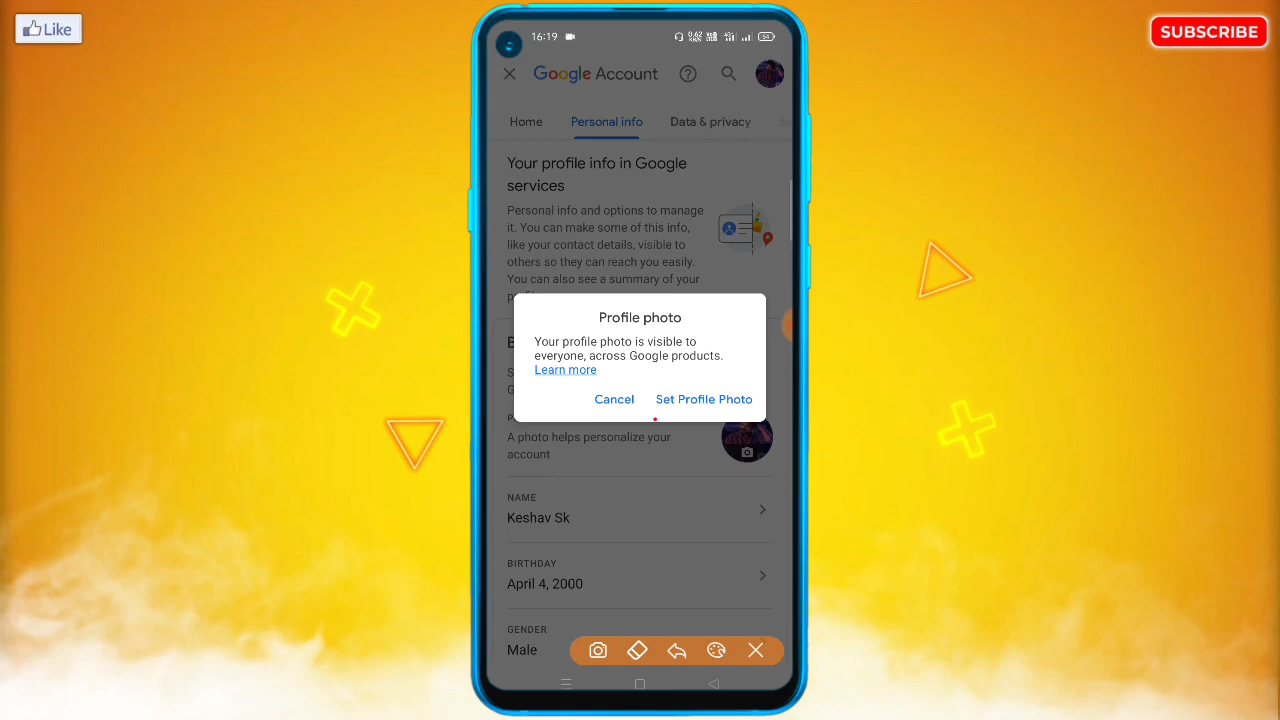 Like
SUBSCRIBE
16:19
Google Account
Home Personal info Data & privacy
Your profile info in Google
services
Personal info and options to manage
it. You can make some of this info,
like your contact details, visible to
others so they can reach you easily.
You can also see a summary of your
Profile photo
Your profile photo is visible to
everyone, across Google products.
Learn more
Cancel Set Profile Photo
A photo helps personalize your
account
NAME
Keshav Sk
BIRTHDAY
April 4, 2000
GENDER
Male